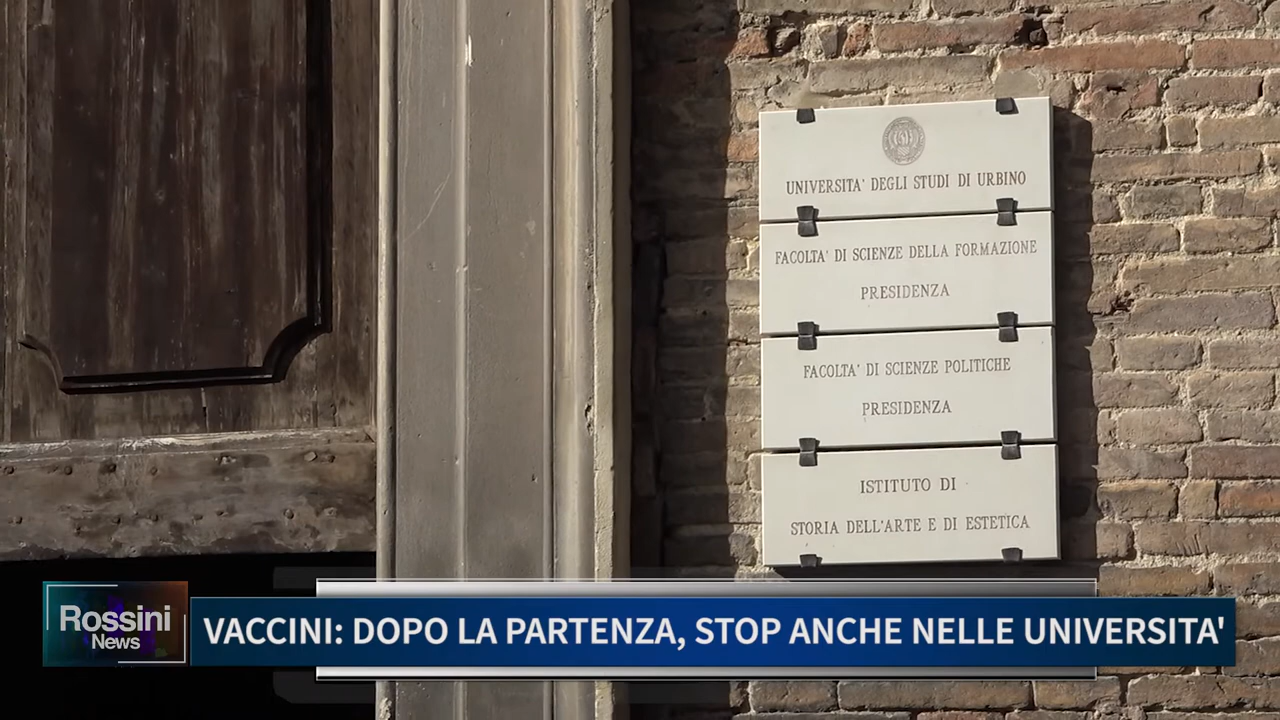 UNIVERSITA' DEGLI STUDI DI URBINO
FACOLTA' DI SCIENZE DELLA FORMAZIONE
PRESIDENZA
FACOLTA' DI SCIENZE POLITICHE
PRESIDENZA
ISTITUTO DI
STORIA DELL'ARTE E DI ESTETICA
Rossini
News
VACCINI: DOPO LA PARTENZA, STOP ANCHE NELLE UNIVERSITA'